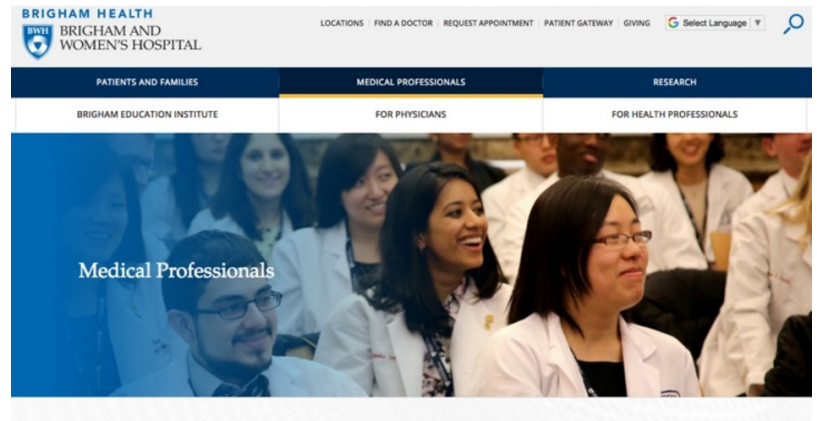 BRIGHAM HEALTH
BWH
BRIGHAM AND
WOMEN'S HOSPITAL
LOCATIONS FIND A DOCTOR REQUEST APPOINTMENT PATIENT GATEWAY GIVING G Select Language ▼
PATIENTS AND FAMILIES MEDICAL PROFESSIONALS RESEARCH
BRIGHAM EDUCATION INSTITUTE FOR PHYSICIANS FOR HEALTH PROFESSIONALS
Medical Professionals